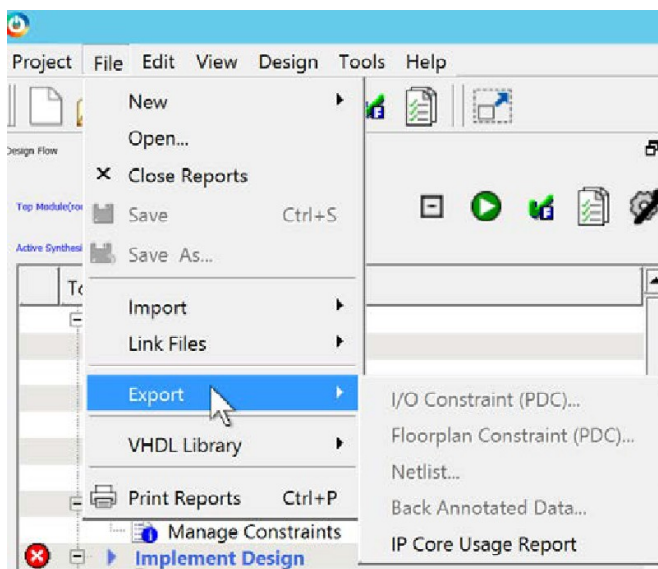 Project File Edit View Design Tools Help
New
Open...
Design Flow
Close Reports
Save Ctrl+S
Save As...
Import
Link Files
Export
I/O Constraint (PDC)...
Floorplan Constraint (PDC)...
VHDL Library
Netlist...
Print Reports Ctrl+P
Back Annotated Data...
Manage Constraints
IP Core Usage Report
Implement Design